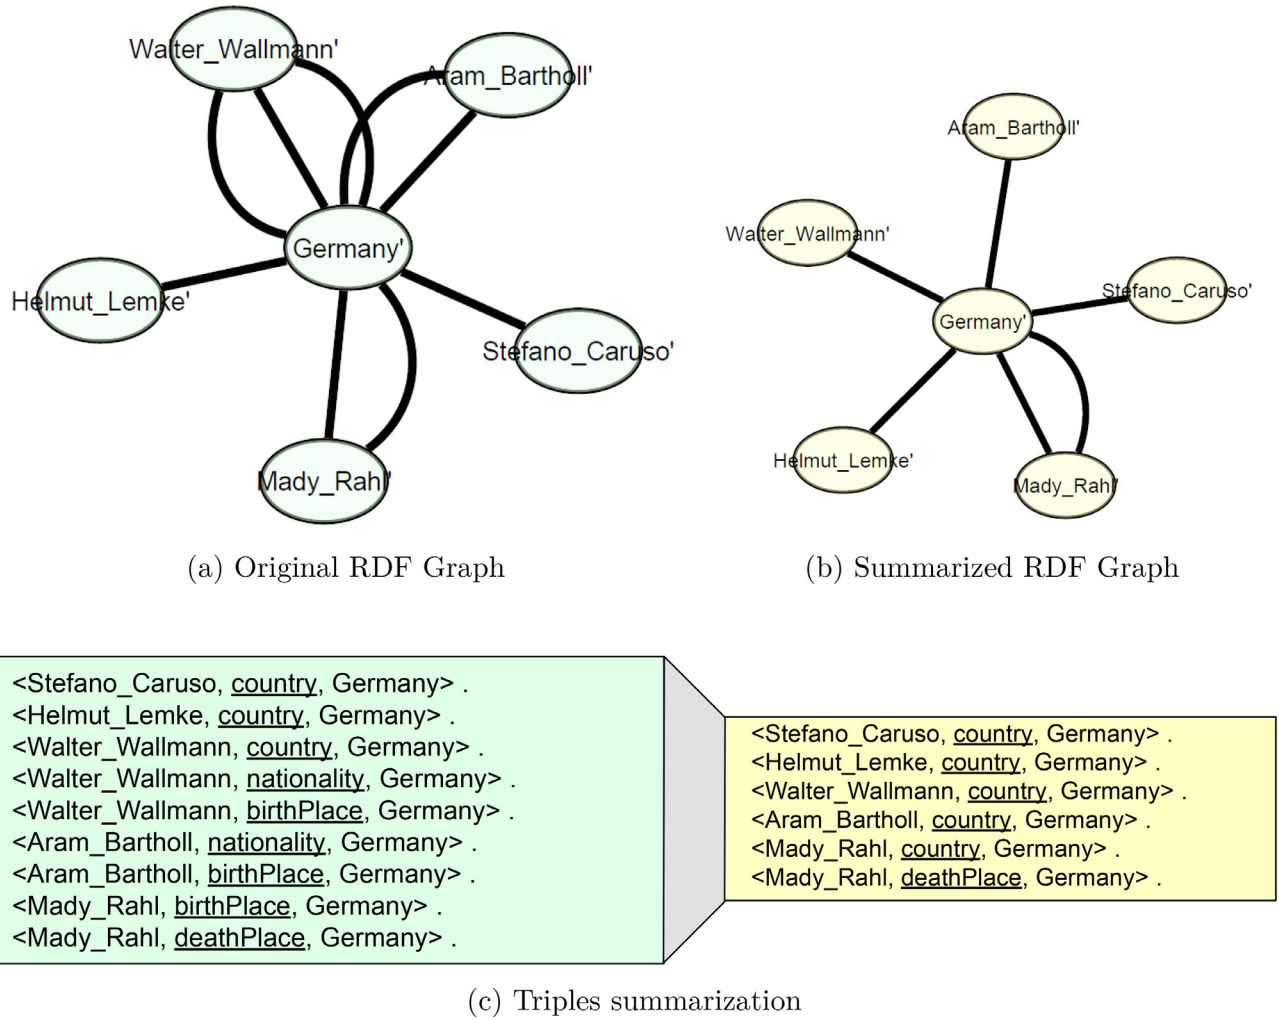 Walter_Wallmann'
Aram_Bartholl'
Germany'
Helmut_Lemke'
Stefano_Caruso'
Mady_Rahl'
(a) Original RDF Graph
Aram_Bartholl'
Walter_Wallmann'
Stefano_Caruso'
Germany'
Helmut_Lemke'
Mady_Rahl'
(b) Summarized RDF Graph
<Stefano_Caruso, country, Germany> .
<Helmut_Lemke, country, Germany> .
<Walter_Wallmann, country, Germany> .
<Walter_Wallmann, nationality, Germany> .
<Walter_Wallmann, birthPlace, Germany> .
<Aram_Bartholl, nationality, Germany> .
<Aram_Bartholl, birthPlace, Germany> .
<Mady_Rahl, birthPlace, Germany> .
<Mady_Rahl, deathPlace, Germany> .
<Stefano_Caruso, country, Germany> .
<Helmut_Lemke, country, Germany> .
<Walter_Wallmann, country, Germany> .
<Aram_Bartholl, country, Germany> .
<Mady_Rahl, country, Germany> .
<Mady_Rahl, deathPlace, Germany> .
(c) Triples summarization